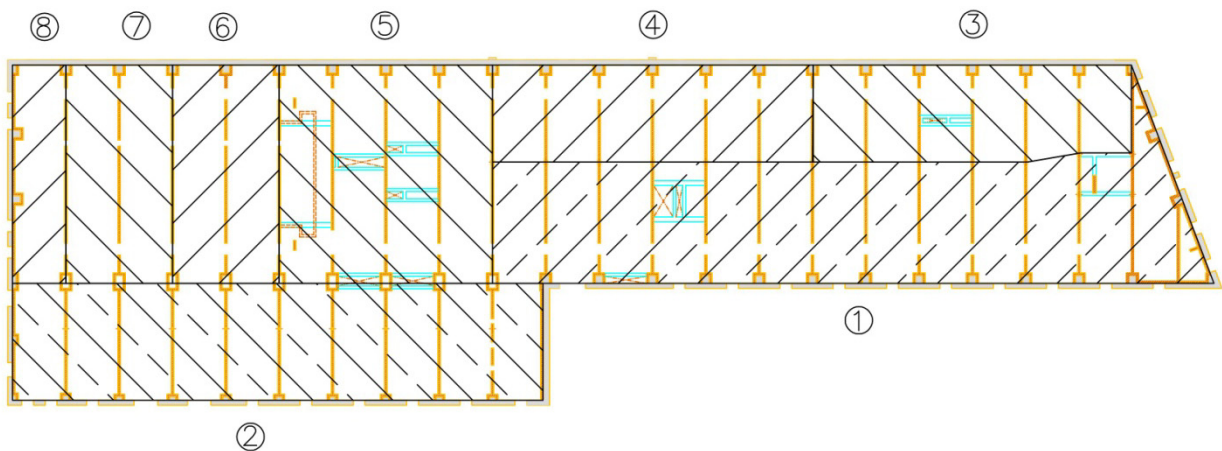 ⑧ ⑦ ⑥ ⑤ ④ ③
①
②